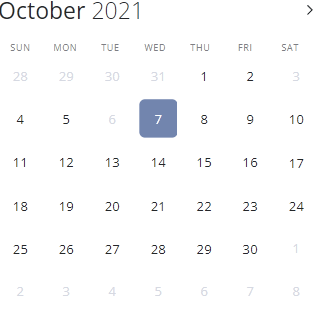 October 2021
SUN MON TUE WED THU FRI SAT
28 29 30 31 1 2 3
4 5 6 7 8 9 10
11 12 13 14 15 16 17
18 19 20 21 22 23 24
25 26 27 28 29 30 1
2 3 4 5 6 7 8